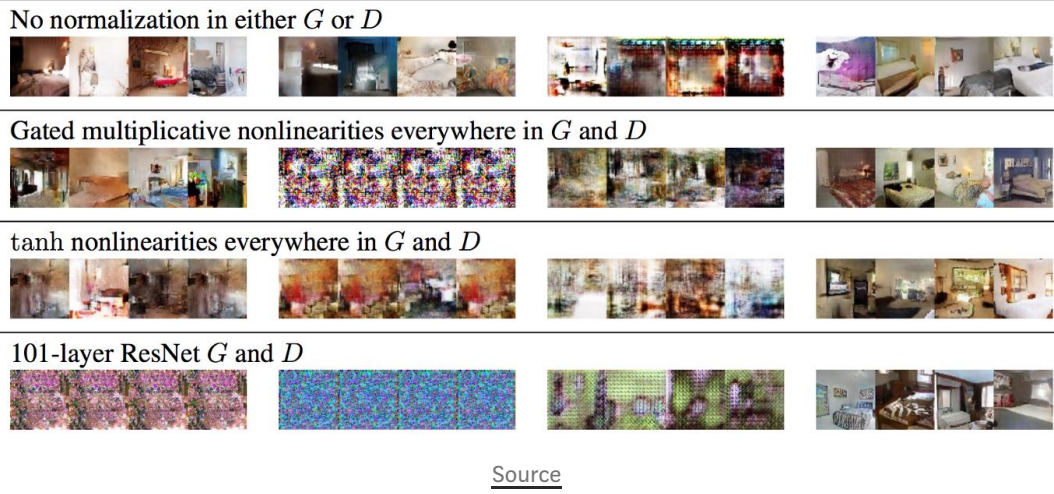 No normalization in either G or D
Gated multiplicative nonlinearities everywhere in G and D
tanh nonlinearities everywhere in G and D
101-layer ResNet G and D
Source